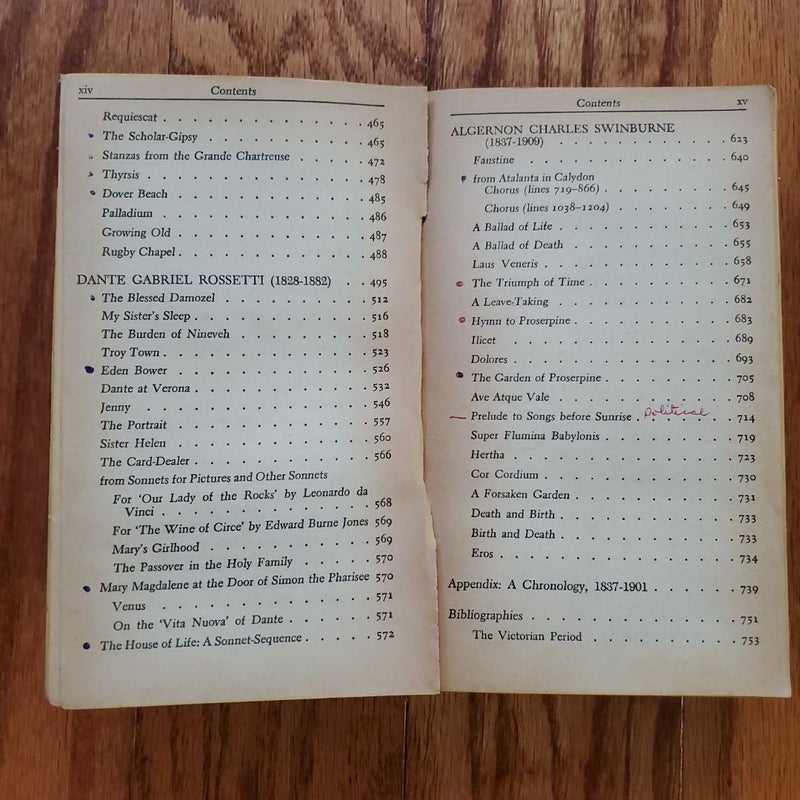 xiv Contents
Requiescat . . . . . . . . . . . . . 465
The Scholar-Gipsy . . . . . . . . . . 465
Stanzas from the Grande Chartreuse . . . . . 472
Thyrsis . . . . . . . . . . . . . . 478
Dover Beach . . . . . . . . . . . . 485
Palladium . . . . . . . . . . . . . 486
Growing Old . . . . . . . . . . . . 487
Rugby Chapel . . . . . . . . . . . . 488
DANTE GABRIEL ROSSETTI (1828-1882) . . 495
The Blessed Damozel . . . . . . . . . 512
My Sister's Sleep . . . . . . . . . . . 516
The Burden of Nineveh . . . . . . . . 518
Troy Town . . . . . . . . . . . . . 523
Eden Bower . . . . . . . . . . . . 526
Dante at Verona . . . . . . . . . . . 532
Jenny . . . . . . . . . . . . . . 546
The Portrait . . . . . . . . . . . . 557
Sister Helen . . . . . . . . . . . . 560
The Card-Dealer . . . . . . . . . . . 566
from Sonnets for Pictures and Other Sonnets
For 'Our Lady of the Rocks' by Leonardo da
Vinci . . . . . . . . . . . . . 568
For 'The Wine of Circe' by Edward Burne Jones 569
Mary's Girlhood . . . . . . . . . . 569
The Passover in the Holy Family . . . . . 570
Mary Magdalene at the Door of Simon the Pharisee 570
Venus . . . . . . . . . . . . . 571
On the 'Vita Nuova' of Dante . . . . . . 571
The House of Life: A Sonnet-Sequence . . . . . 572
Contents xv
ALGERNON CHARLES SWINBURNE
(1837-1909) . . . . . . . . . . . 623
Faustine . . . . . . . . . . . . . 640
from Atalanta in Calydon
Chorus (lines 719–866) . . . . . . . . . 645
Chorus (lines 1038–1204) . . . . . . . . 649
A Ballad of Life . . . . . . . . . . . 653
A Ballad of Death . . . . . . . . . . 655
Laus Veneris . . . . . . . . . . . . 658
The Triumph of Time . . . . . . . . . 671
A Leave-Taking . . . . . . . . . . . 682
Hymn to Proserpine . . . . . . . . . . 683
Ilicet . . . . . . . . . . . . . . 689
Dolores . . . . . . . . . . . . . . 693
The Garden of Proserpine . . . . . . . . 705
Ave Atque Vale . . . . . . . . . . . 708
Prelude to Songs before Sunrise . political . 714
Super Flumina Babylonis . . . . . . . . 719
Hertha . . . . . . . . . . . . . . 723
Cor Cordium . . . . . . . . . . . . 730
A Forsaken Garden . . . . . . . . . . 731
Death and Birth . . . . . . . . . . . 733
Birth and Death . . . . . . . . . . . 733
Eros . . . . . . . . . . . . . . 734
Appendix: A Chronology, 1837-1901 . . . . . 739
Bibliographies . . . . . . . . . . . . 751
The Victorian Period . . . . . . . . . 753